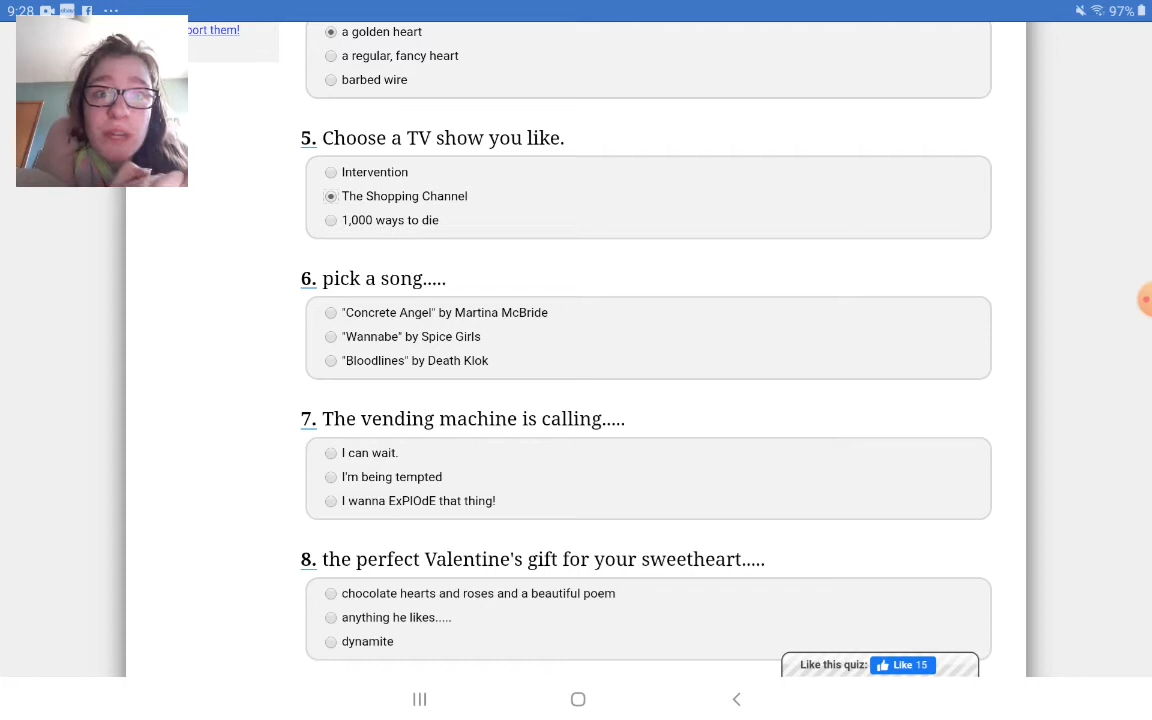 9:28
97%
port them!
a golden heart
a regular, fancy heart
barbed wire
5. Choose a TV show you like.
Intervention
The Shopping Channel
1,000 ways to die
6. pick a song.....
"Concrete Angel" by Martina McBride
"Wannabe" by Spice Girls
"Bloodlines" by Death Klok
7. The vending machine is calling.....
I can wait.
I'm being tempted
I wanna ExPlOdE that thing!
8. the perfect Valentine's gift for your sweetheart.....
chocolate hearts and roses and a beautiful poem
anything he likes.....
dynamite
Like this quiz: Like 15